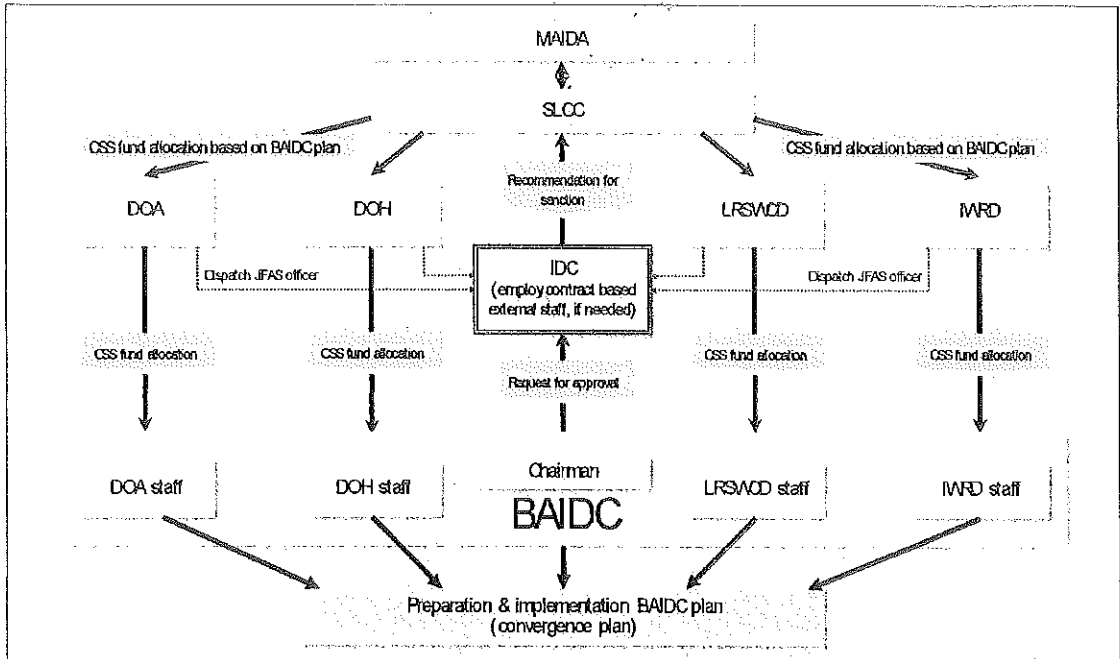 MAIDA
SLCC
CSS fund allocation based on BAIDC plan
CSS fund allocation based on BAIDC plan
Recommendation for
sanction
DOA
DOH
LRSWCD
IWRD
Dispatch JFAS officer
IDC
(employ contract based
external staff, if needed)
Dispatch JFAS officer
CSS fund allocation
CSS fund allocation
Request for approval
CSS fund allocation
CSS fund allocation
DOA staff
DOH staff
Chairman
BAIDC
LRSWCD staff
IWRD staff
Preparation & implementation BAIDC plan
(convergence plan)